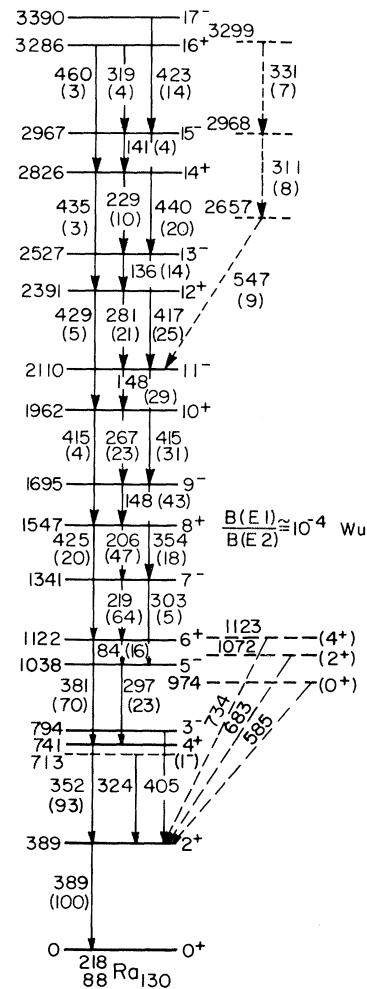 3390 17⁻
3286 16⁺ 3299
460 319 423 331
(3) (4) (14) (7)
2967 15⁻ 2968
141 (4)
2826 14⁺
311
(8)
435 229 440 2657
(3) (10) (20)
2527 13⁻
136 (14)
2391 12⁺
547
(9)
429 281 417
(5) (21) (25)
2110 11⁻
148
(29)
1962 10⁺
415 267 415
(4) (23) (31)
1695 9⁻
148 (43)
1547 8⁺
B(E1)/B(E2) ≅ 10⁻⁴ Wu
425 206 354
(20) (47) (18)
1341 7⁻
219 303
(64) (5)
1122 6⁺ 1123 (4⁺)
84 (16) 1072 (2⁺)
1038 5⁻
974 (0⁺)
381 297
(70) (23)
734 683 585
794 3⁻
741 4⁺
713 (1⁻)
352 324 405
(93)
389 2⁺
389
(100)
0 0⁺
²¹⁸₈₈Ra₁₃₀